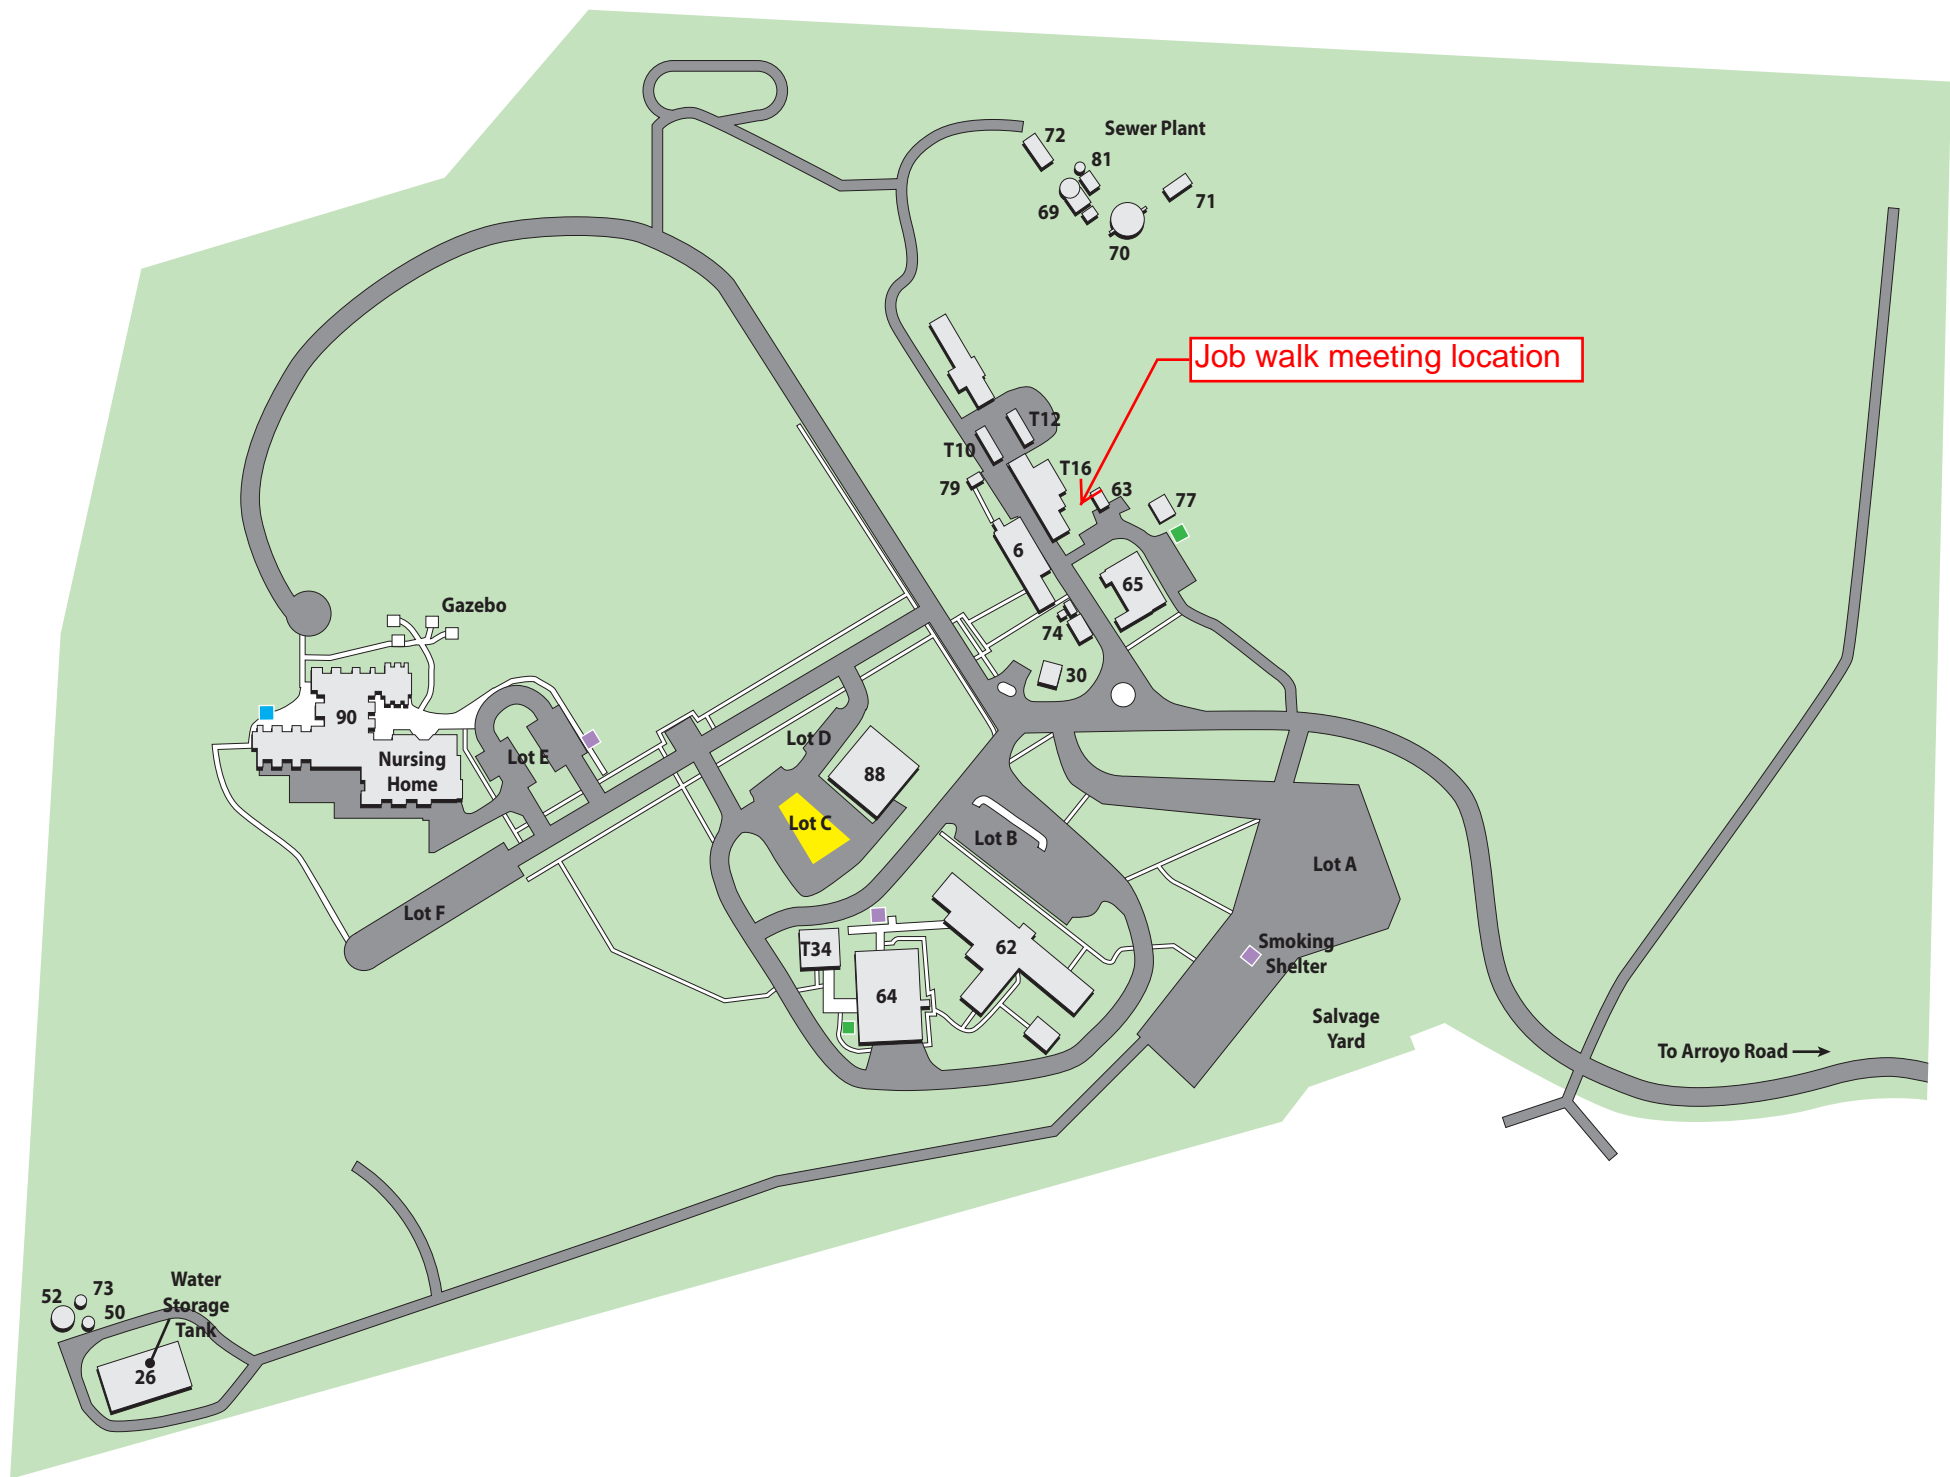 72
Sewer Plant
81
71
69
70
Job walk meeting location
T12
T10
T16
79
63
77
6
65
Gazebo
74
30
90
Nursing
Home
Lot E
Lot D
88
Lot C
Lot B
Lot A
Lot F
T34
62
64
Smoking
Shelter
Salvage
Yard
To Arroyo Road
Water
Storage
Tank
52
73
50
26